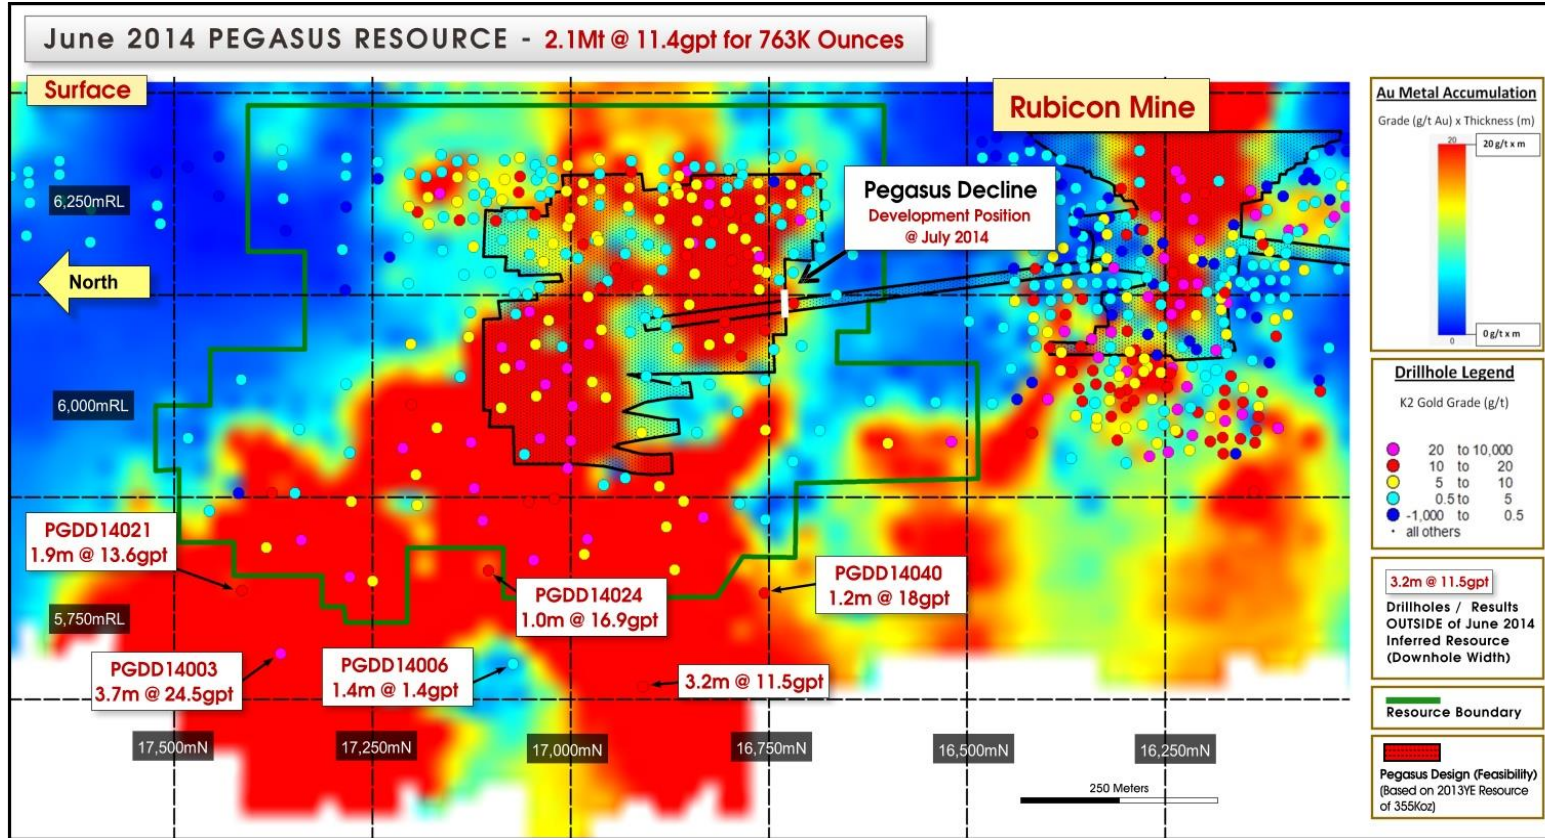 June 2014 PEGASUS RESOURCE - 2.1Mt @ 11.4gpt for 763K Ounces
Surface
Rubicon Mine
Pegasus Decline
Development Position
@ July 2014
6,250mRL
North
6,000mRL
PGDD14021
1.9m @ 13.6gpt
PGDD14024
1.0m @ 16.9gpt
PGDD14040
1.2m @ 18gpt
5,750mRL
PGDD14003
3.7m @ 24.5gpt
PGDD14006
1.4m @ 1.4gpt
3.2m @ 11.5gpt
17,500mN
17,250mN
17,000mN
16,750mN
16,500mN
16,250mN
250 Meters
Au Metal Accumulation
Grade (g/t Au) x Thickness (m)
20
20 g/t x m
0 g/t x m
0
Drillhole Legend
K2 Gold Grade (g/t)
20 to 10,000
10 to 20
5 to 10
0.5 to 5
-1,000 to 0.5
all others
3.2m @ 11.5gpt
Drillholes / Results
OUTSIDE of June 2014
Inferred Resource
(Downhole Width)
Resource Boundary
Pegasus Design (Feasibility)
(Based on 2013YE Resource
of 355Koz)